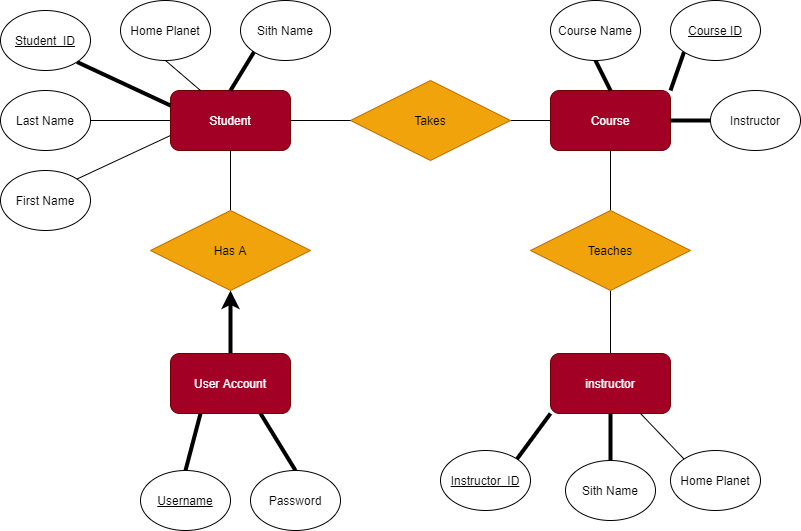 Home Planet
Sith Name
Course Name
Course ID
Student_ID
Last Name
Student
Takes
Course
Instructor
First Name
Has A
Teaches
User Account
instructor
Username
Password
Instructor_ID
Sith Name
Home Planet